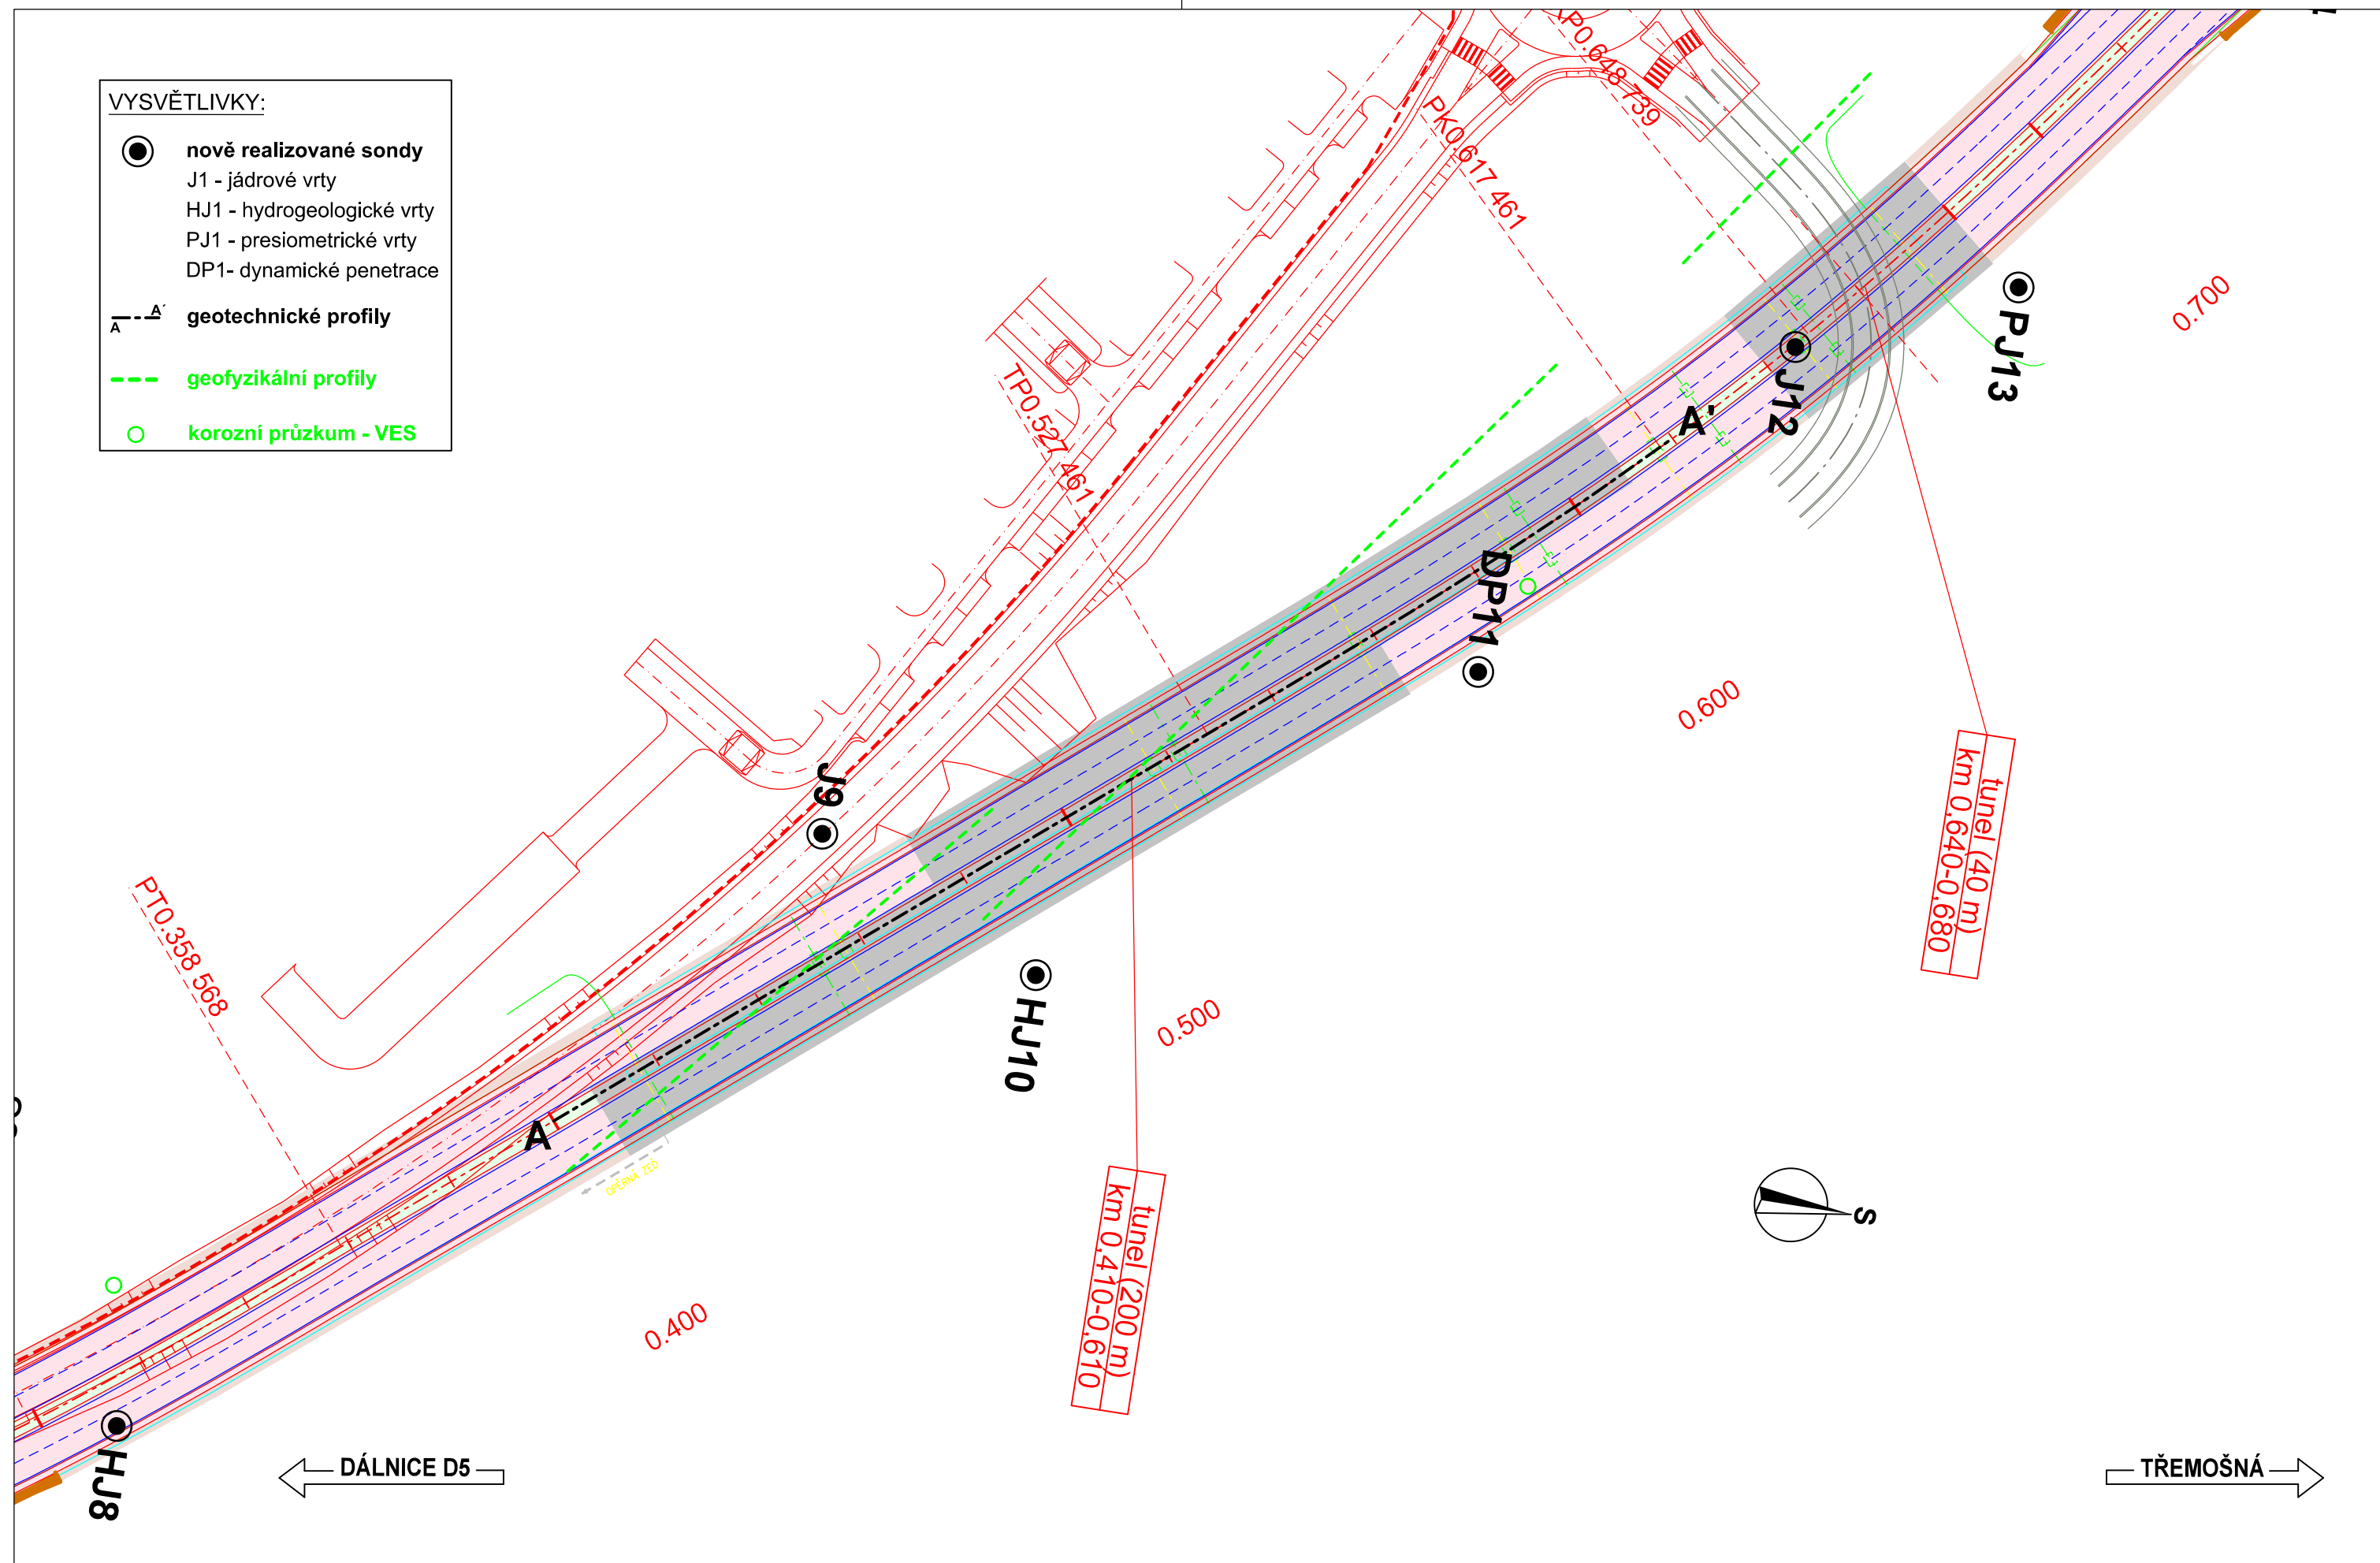 VYSVĚTLIVKY:
nově realizované sondy
J1 - jádrové vrty
HJ1 - hydrogeologické vrty
PJ1 - presiometrické vrty
DP1- dynamické penetrace
A A´
geotechnické profily
geofyzikální profily
korozní průzkum - VES
PK0.617 461
TP0.527 461
PT0.358 568
J9
HJ10
HJ8
DP11
J12
PJ13
A
A'
0.400
0.500
0.600
0.700
tunel (40 m)
km 0,640-0,680
tunel (200 m)
km 0,410-0,610
OPĚRNÁ ZEĎ
S
DÁLNICE D5
TŘEMOŠNÁ